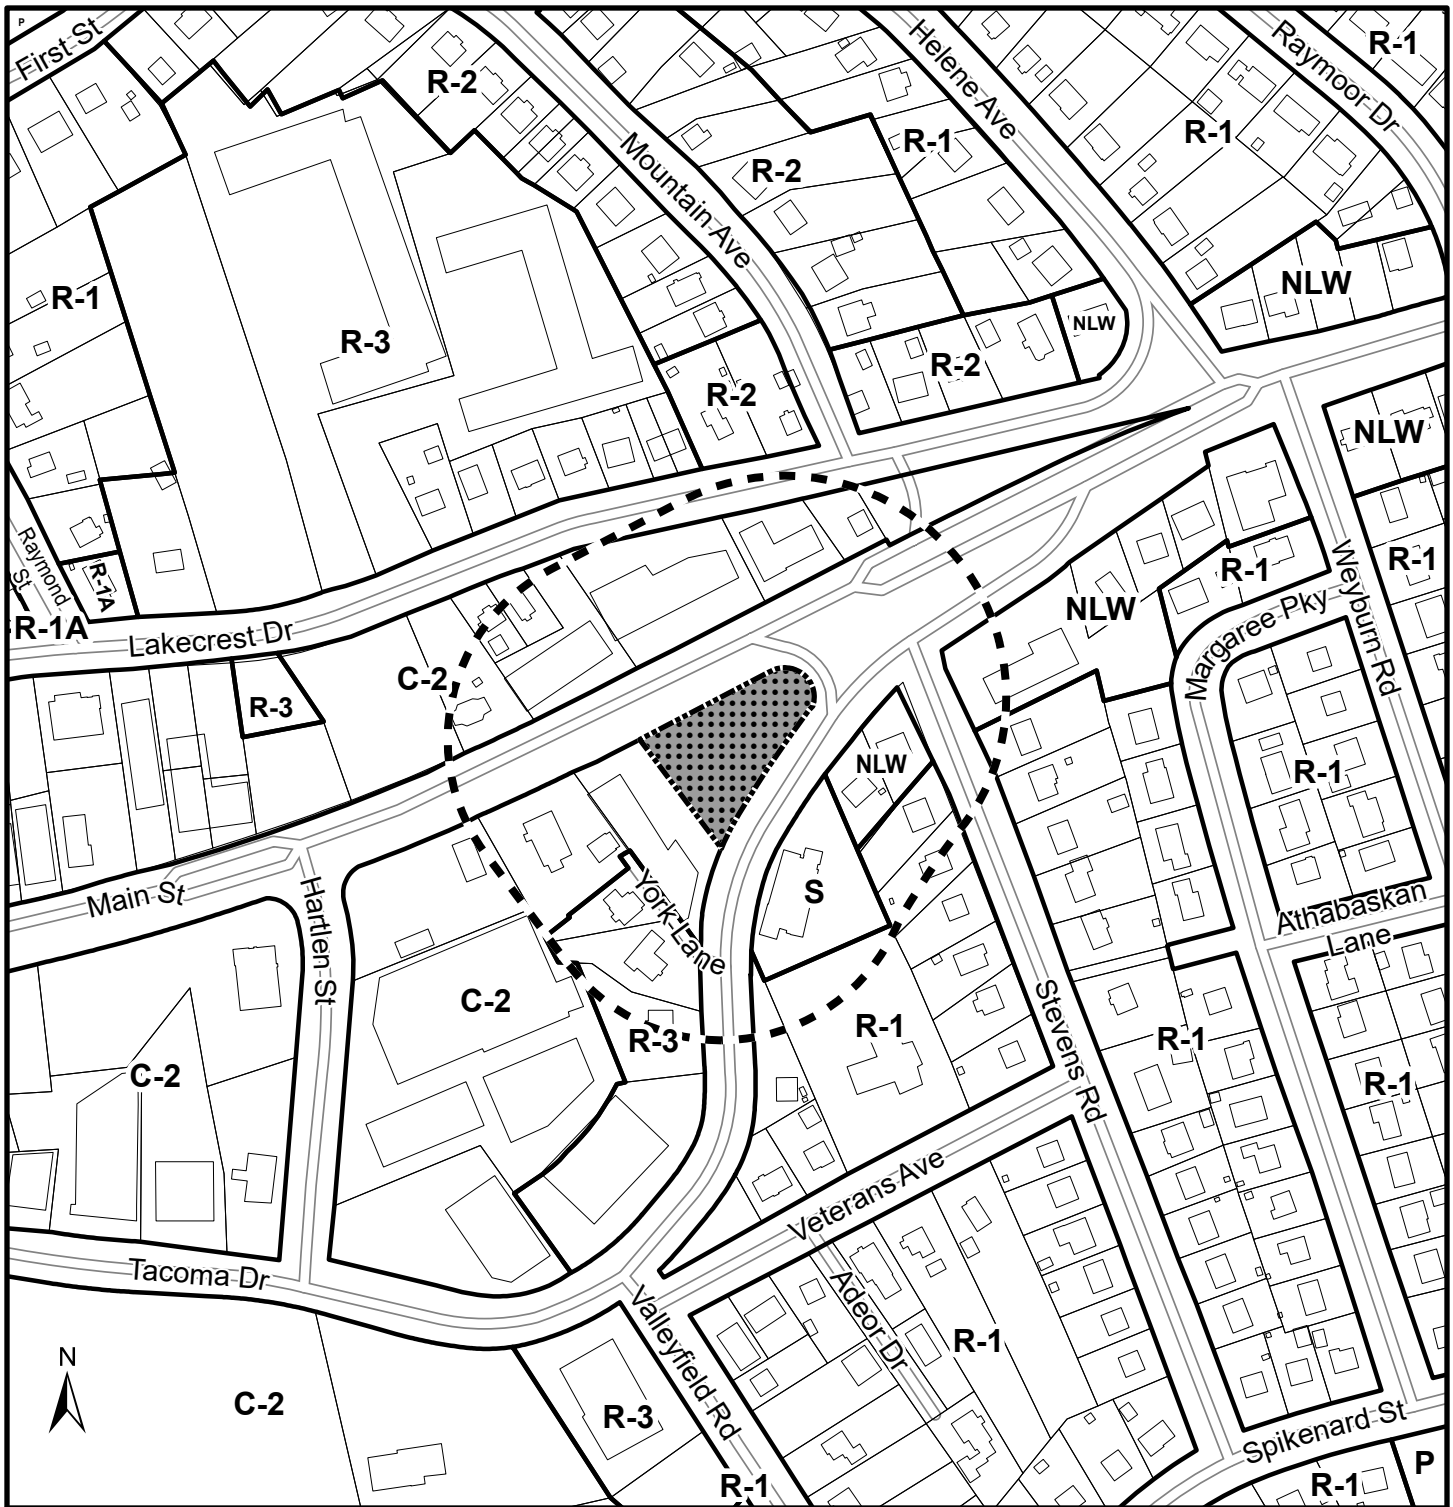 P
First St
R-2
Helene Ave
Raymoor Dr
R-1
R-1
R-1
Mountain Ave
R-2
R-1
R-3
NLW
NLW
R-2
R-2
NLW
Raymond
St
R-1A
R-1A
Lakecrest Dr
R-1
R-1
Weyburn Rd
NLW
Margaree Pky
C-2
R-3
NLW
R-1
Main St
Hartlen St
York Lane
S
Athabaskan
Lane
C-2
R-3
R-1
Stevens Rd
R-1
R-1
C-2
Veterans Ave
Tacoma Dr
Valleyfield Rd
Adeor Dr
R-1
N
C-2
R-3
R-1
Spikenard St
R-1
P